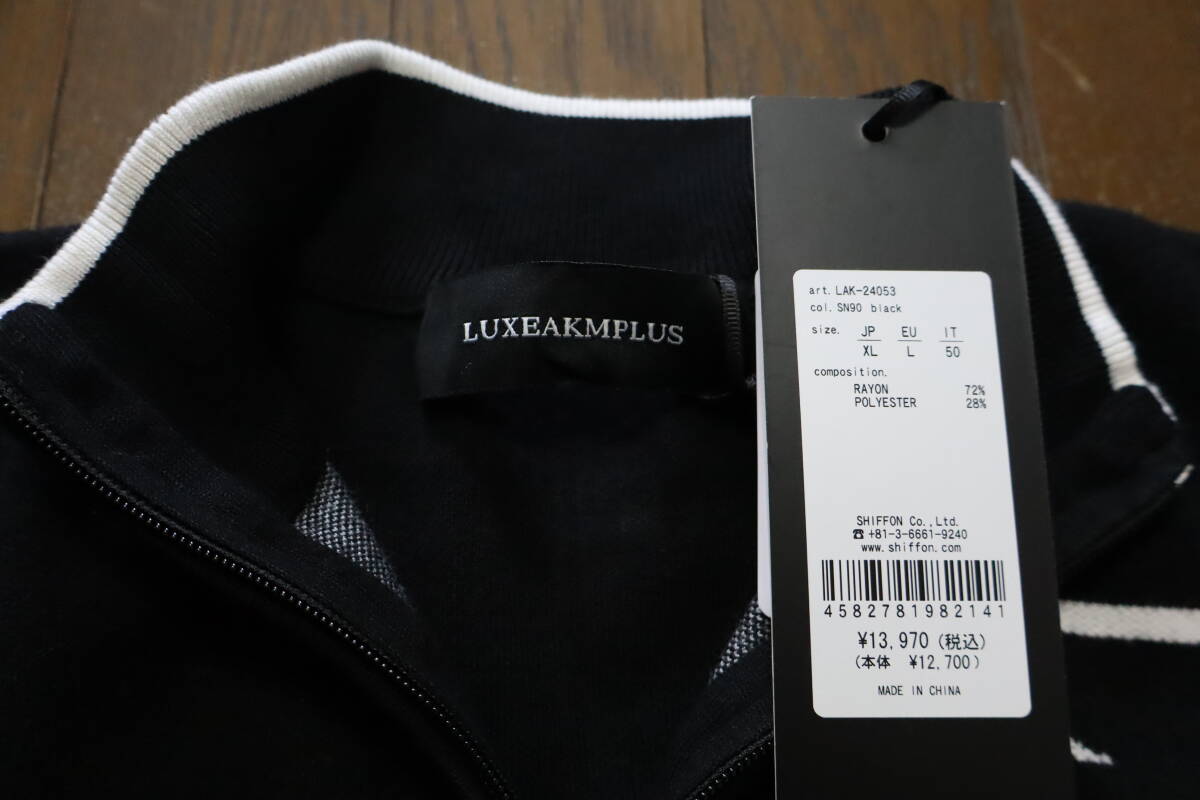 LUXEAKMPLUS
art. LAK-24053
col. SN90 black
size. JP EU IT
XL L 50
composition.
RAYON 72%
POLYESTER 28%
SHIFFON Co.,Ltd.
☎ +81-3-6661-9240
www.shiffon.com
4582781982141
¥13,970 (税込)
(本体 ¥12,700)
MADE IN CHINA